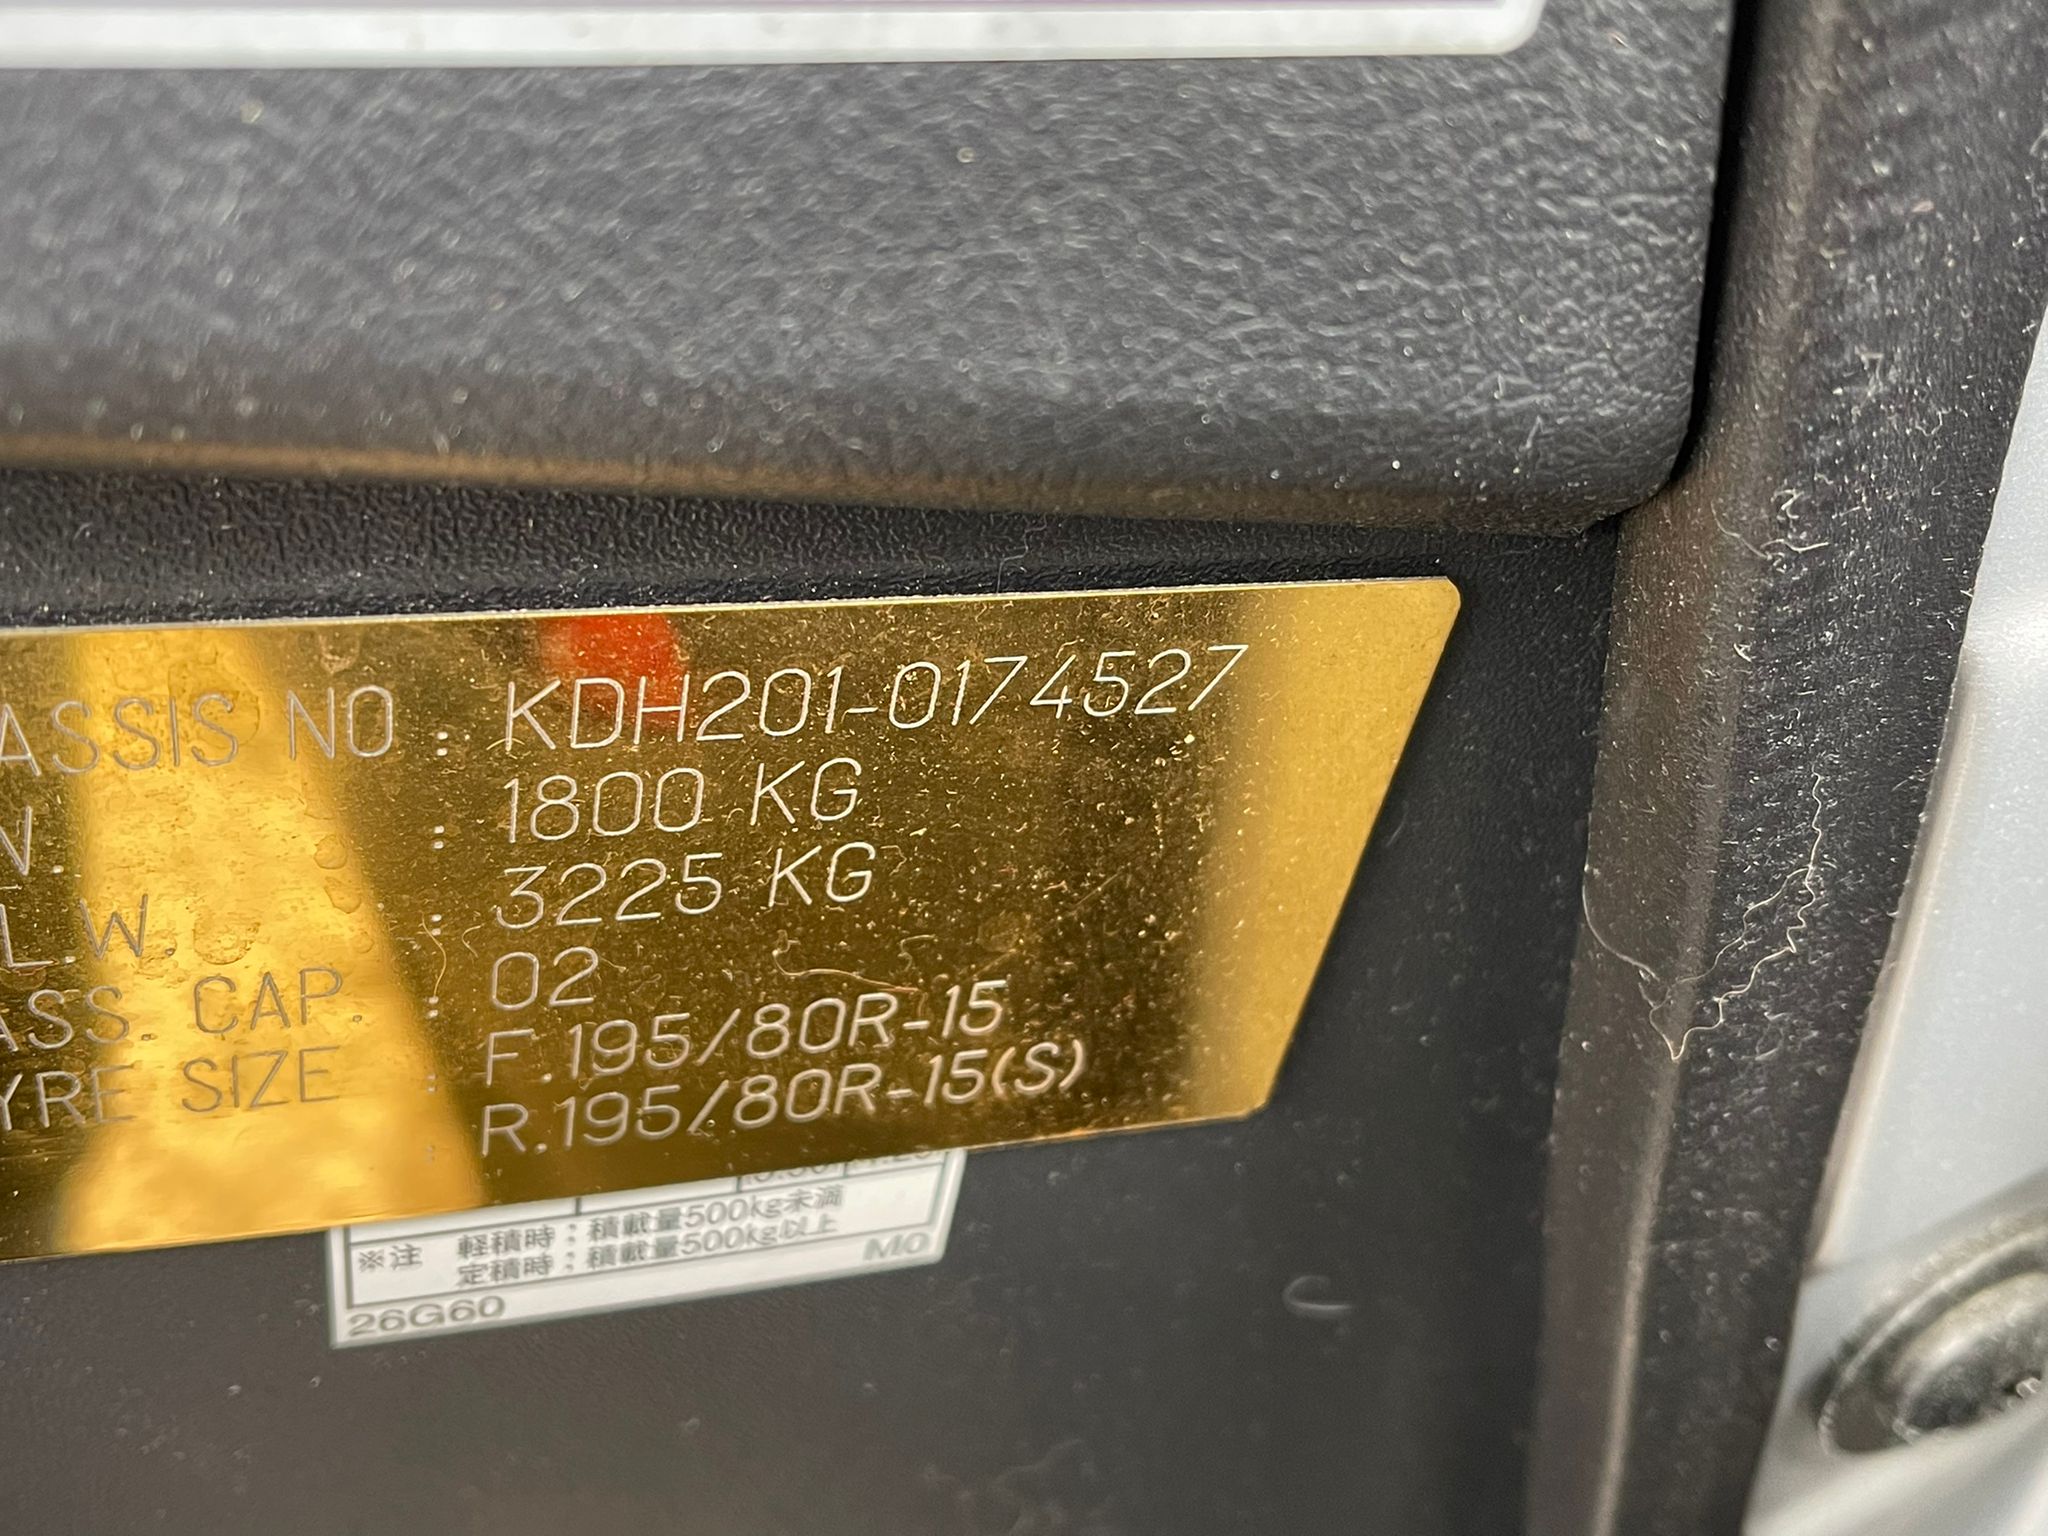 ASSIS NO : KDH201-0174527
N. : 1800 KG
L.W. : 3225 KG
ASS. CAP. : 02
YRE SIZE : F.195/80R-15
: R.195/80R-15(S)
※注 軽積時;積載量500kg未満
定積時;積載量500kg以上
M0
26G60